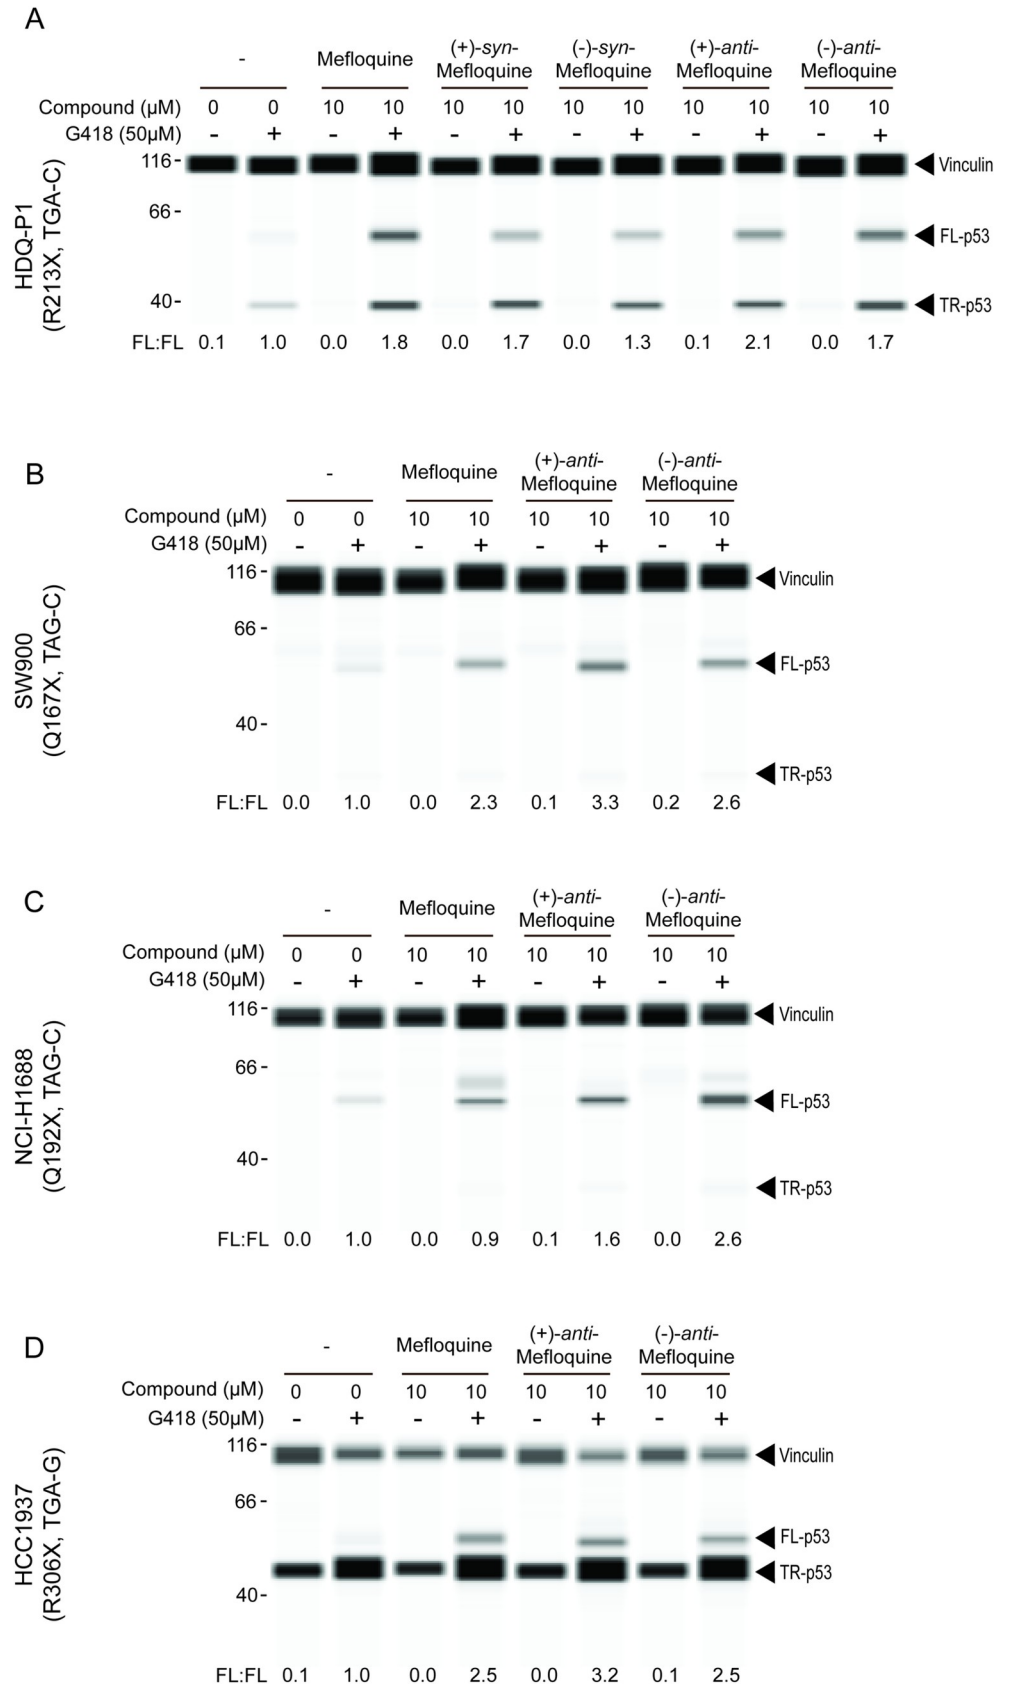 A
- Mefloquine (+)-syn-Mefloquine (-)-syn-Mefloquine (+)-anti-Mefloquine (-)-anti-Mefloquine
Compound (µM) 0 0 10 10 10 10 10 10 10 10 10 10
G418 (50µM) - + - + - + - + - + - +
116 - Vinculin
66 -
FL-p53
40 - TR-p53
HDQ-P1
(R213X, TGA-C)
FL:FL 0.1 1.0 0.0 1.8 0.0 1.7 0.0 1.3 0.1 2.1 0.0 1.7
B
- Mefloquine (+)-anti-Mefloquine (-)-anti-Mefloquine
Compound (µM) 0 0 10 10 10 10 10 10
G418 (50µM) - + - + - + - +
116 - Vinculin
66 -
FL-p53
40 -
TR-p53
SW900
(Q167X, TAG-C)
FL:FL 0.0 1.0 0.0 2.3 0.1 3.3 0.2 2.6
C
- Mefloquine (+)-anti-Mefloquine (-)-anti-Mefloquine
Compound (µM) 0 0 10 10 10 10 10 10
G418 (50µM) - + - + - + - +
116 - Vinculin
66 -
FL-p53
40 -
TR-p53
NCI-H1688
(Q192X, TAG-C)
FL:FL 0.0 1.0 0.0 0.9 0.1 1.6 0.0 2.6
D
- Mefloquine (+)-anti-Mefloquine (-)-anti-Mefloquine
Compound (µM) 0 0 10 10 10 10 10 10
G418 (50µM) - + - + - + - +
116 - Vinculin
66 -
FL-p53
TR-p53
40 -
HCC1937
(R306X, TGA-G)
FL:FL 0.1 1.0 0.0 2.5 0.0 3.2 0.1 2.5